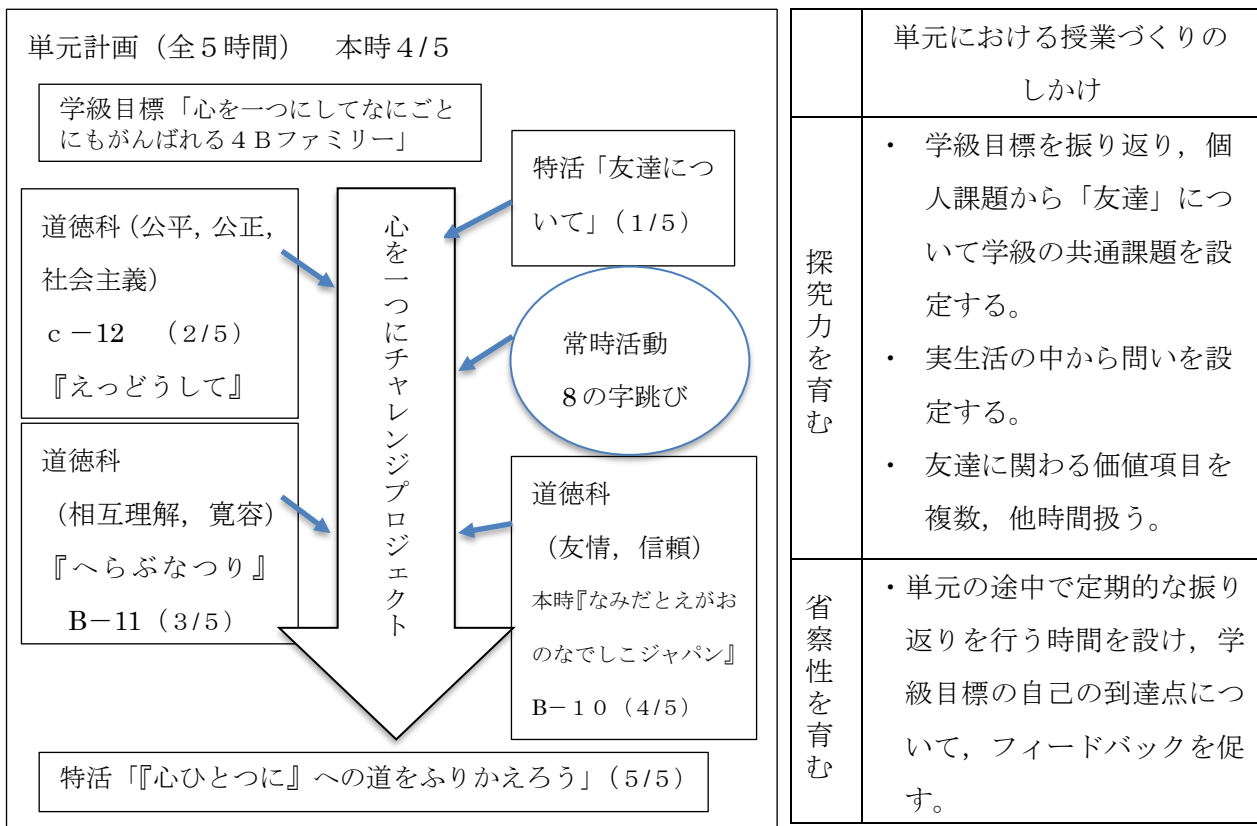 単元計画（全５時間）　本時４/５
学級目標「心を一つにしてなにごと
にもがんばれる４Ｂファミリー」
特活「友達につ
いて」（１/５）
道徳科（公平，公正，
社会主義）
ｃ－12　（２/５）
『えっどうして』
心を一つにチャレンジプロジェクト
常時活動
８の字跳び
道徳科
（相互理解，寛容）
『へらぶなつり』
B－11（３/５）
道徳科
（友情，信頼）
本時『なみだとえがお
のなでしこジャパン』
B－１０（４/５）
特活「『心ひとつに』への道をふりかえろう」（５/５）
単元における授業づくりの
しかけ
探究力を育む
・　学級目標を振り返り，個
人課題から「友達」につ
いて学級の共通課題を設
定する。
・　実生活の中から問いを設
定する。
・　友達に関わる価値項目を
複数，他時間扱う。
省察性を育む
・単元の途中で定期的な振り
返りを行う時間を設け，学
級目標の自己の到達点につ
いて，フィードバックを促
す。